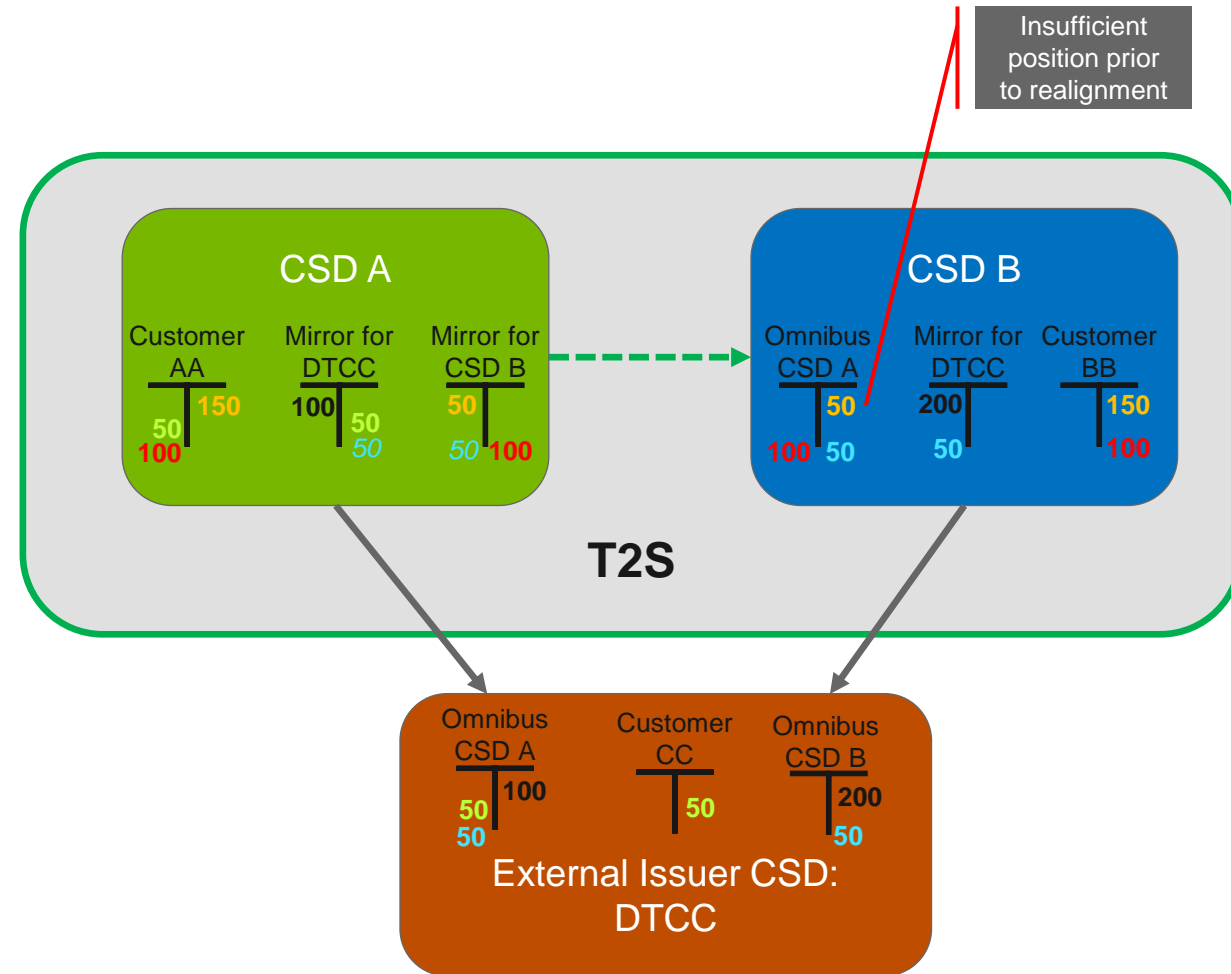 Insufficient
position prior
to realignment
CSD A
Customer
AA
150
50
100
Mirror for
DTCC
100
50
50
Mirror for
CSD B
50
50 100
CSD B
Omnibus
CSD A
50
100 50
Mirror for
DTCC
200
50
Customer
BB
150
100
T2S
Omnibus
CSD A
100
50
50
Customer
CC
50
Omnibus
CSD B
200
50
External Issuer CSD:
DTCC